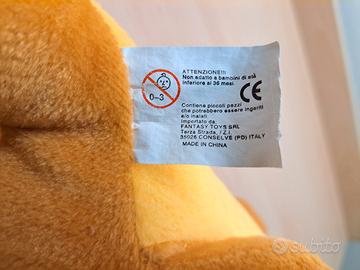 ATTENZIONE!!!
Non adatto a bambini di età
inferiore ai 36 mesi.
0-3
CE
Contiene piccoli pezzi
che potrebbero essere ingeriti
e/o inalati.
Importato da:
FANTASY TOYS SRL
Terza Strada, / Z.I.
35026 CONSELVE (PD) ITALY
MADE IN CHINA
subito